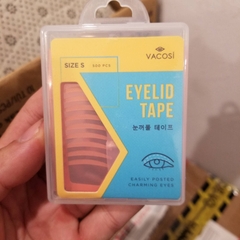 VACOSI
SIZE S
EYELID
TAPE
눈꺼풀 테이프
EASILY POSTED
CHARMING EYES